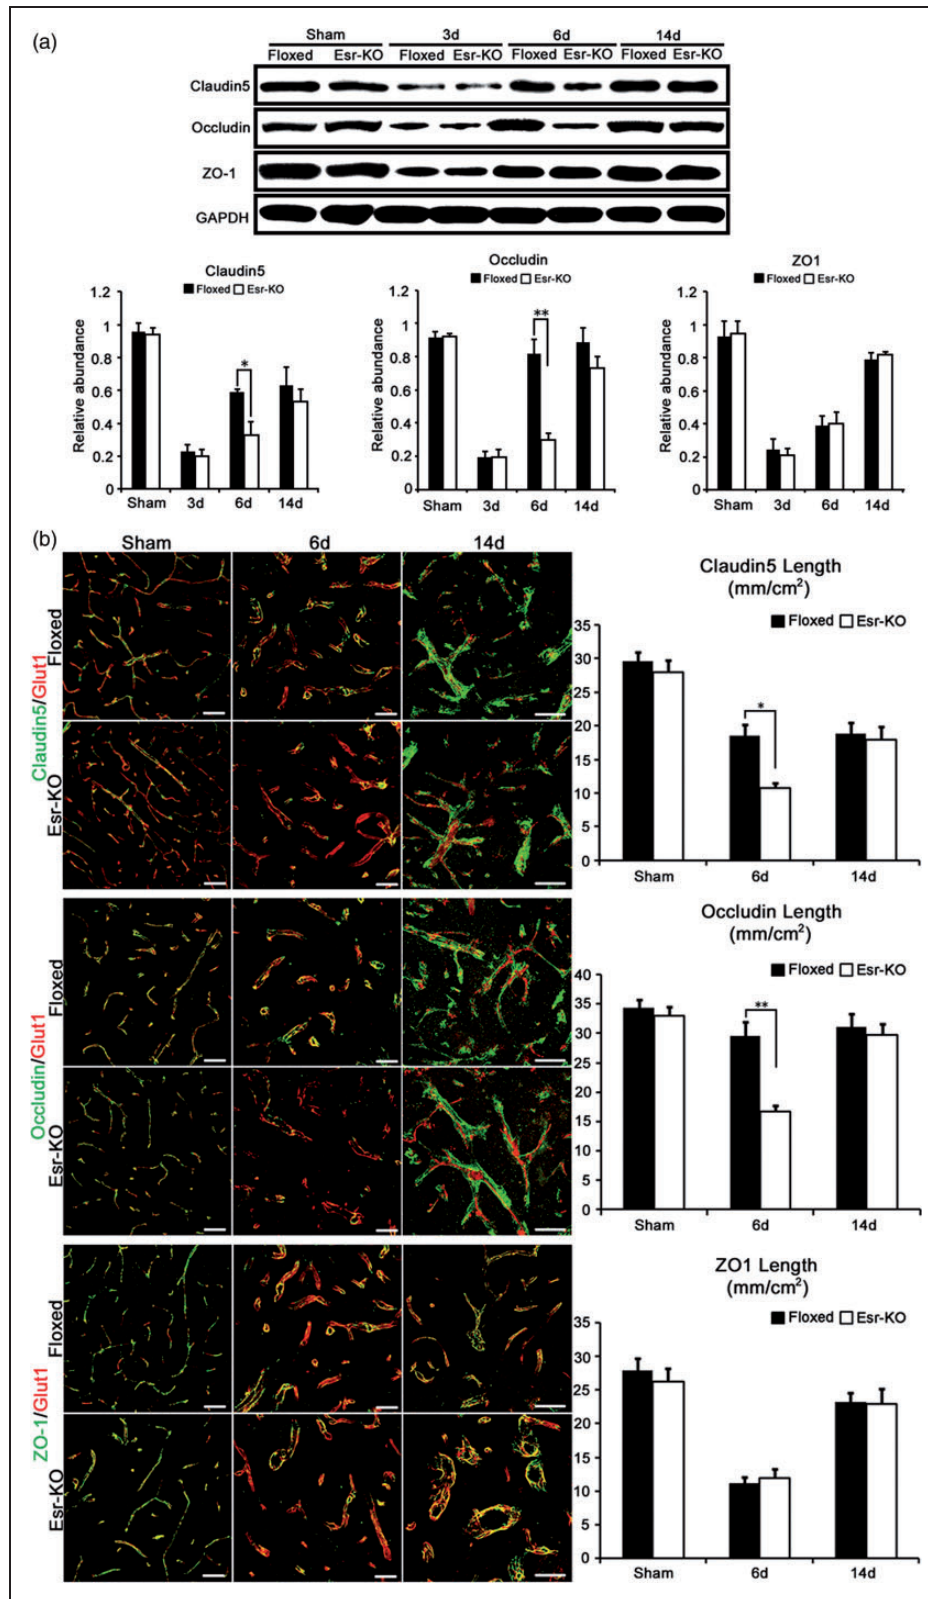 (a)
Sham 3d 6d 14d
Floxed Esr-KO Floxed Esr-KO Floxed Esr-KO Floxed Esr-KO
Claudin5
Occludin
ZO-1
GAPDH
Claudin5
Floxed Esr-KO
Relative abundance
1.2
1
0.8
0.6
0.4
0.2
0
*
Sham 3d 6d 14d
Occludin
Floxed Esr-KO
Relative abundance
1.2
1
0.8
0.6
0.4
0.2
0
**
Sham 3d 6d 14d
ZO1
Floxed Esr-KO
Relative abundance
1.2
1
0.8
0.6
0.4
0.2
0
Sham 3d 6d 14d
(b)
Sham 6d 14d
Claudin5/Glut1
Floxed
Esr-KO
Claudin5 Length
(mm/cm²)
Floxed Esr-KO
35
30
25
20
15
10
5
0
*
Sham 6d 14d
Occludin/Glut1
Floxed
Esr-KO
Occludin Length
(mm/cm²)
Floxed Esr-KO
40
35
30
25
20
15
10
5
0
**
Sham 6d 14d
ZO-1/Glut1
Floxed
Esr-KO
ZO1 Length
(mm/cm²)
Floxed Esr-KO
35
30
25
20
15
10
5
0
Sham 6d 14d